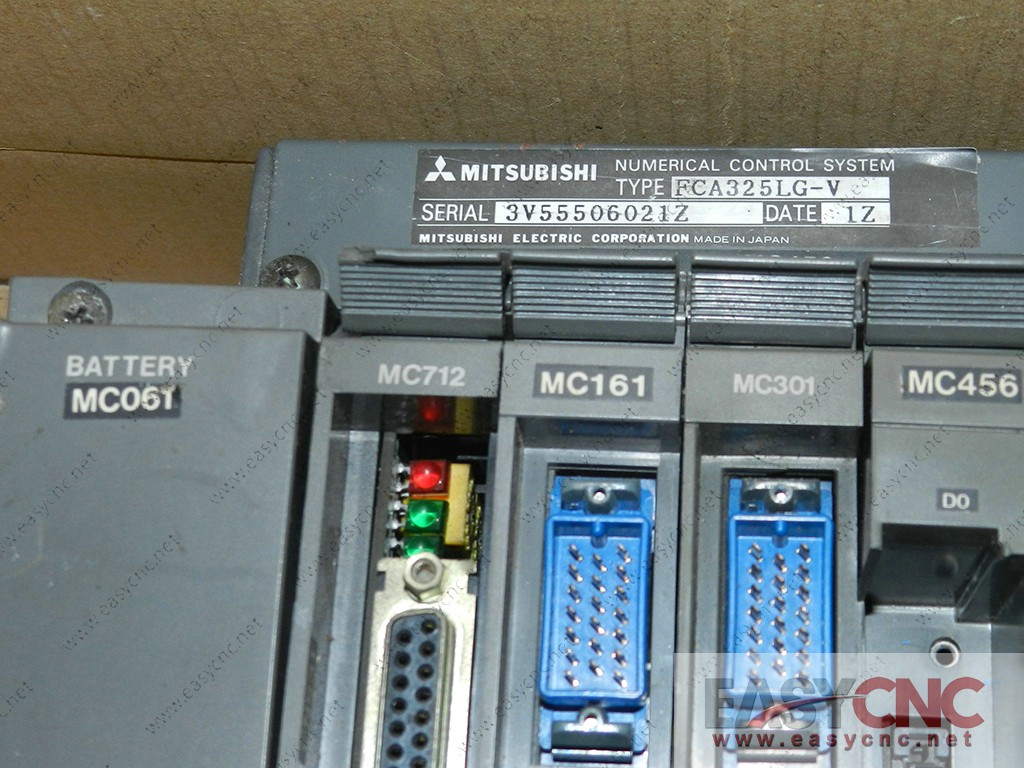 MITSUBISHI NUMERICAL CONTROL SYSTEM
TYPE FCA325LG-V
SERIAL 3V55506021Z DATE 1Z
MITSUBISHI ELECTRIC CORPORATION MADE IN JAPAN
BATTERY
MC061
MC712
MC161
MC301
MC456
D0
EASYCNC
www.easycnc.net